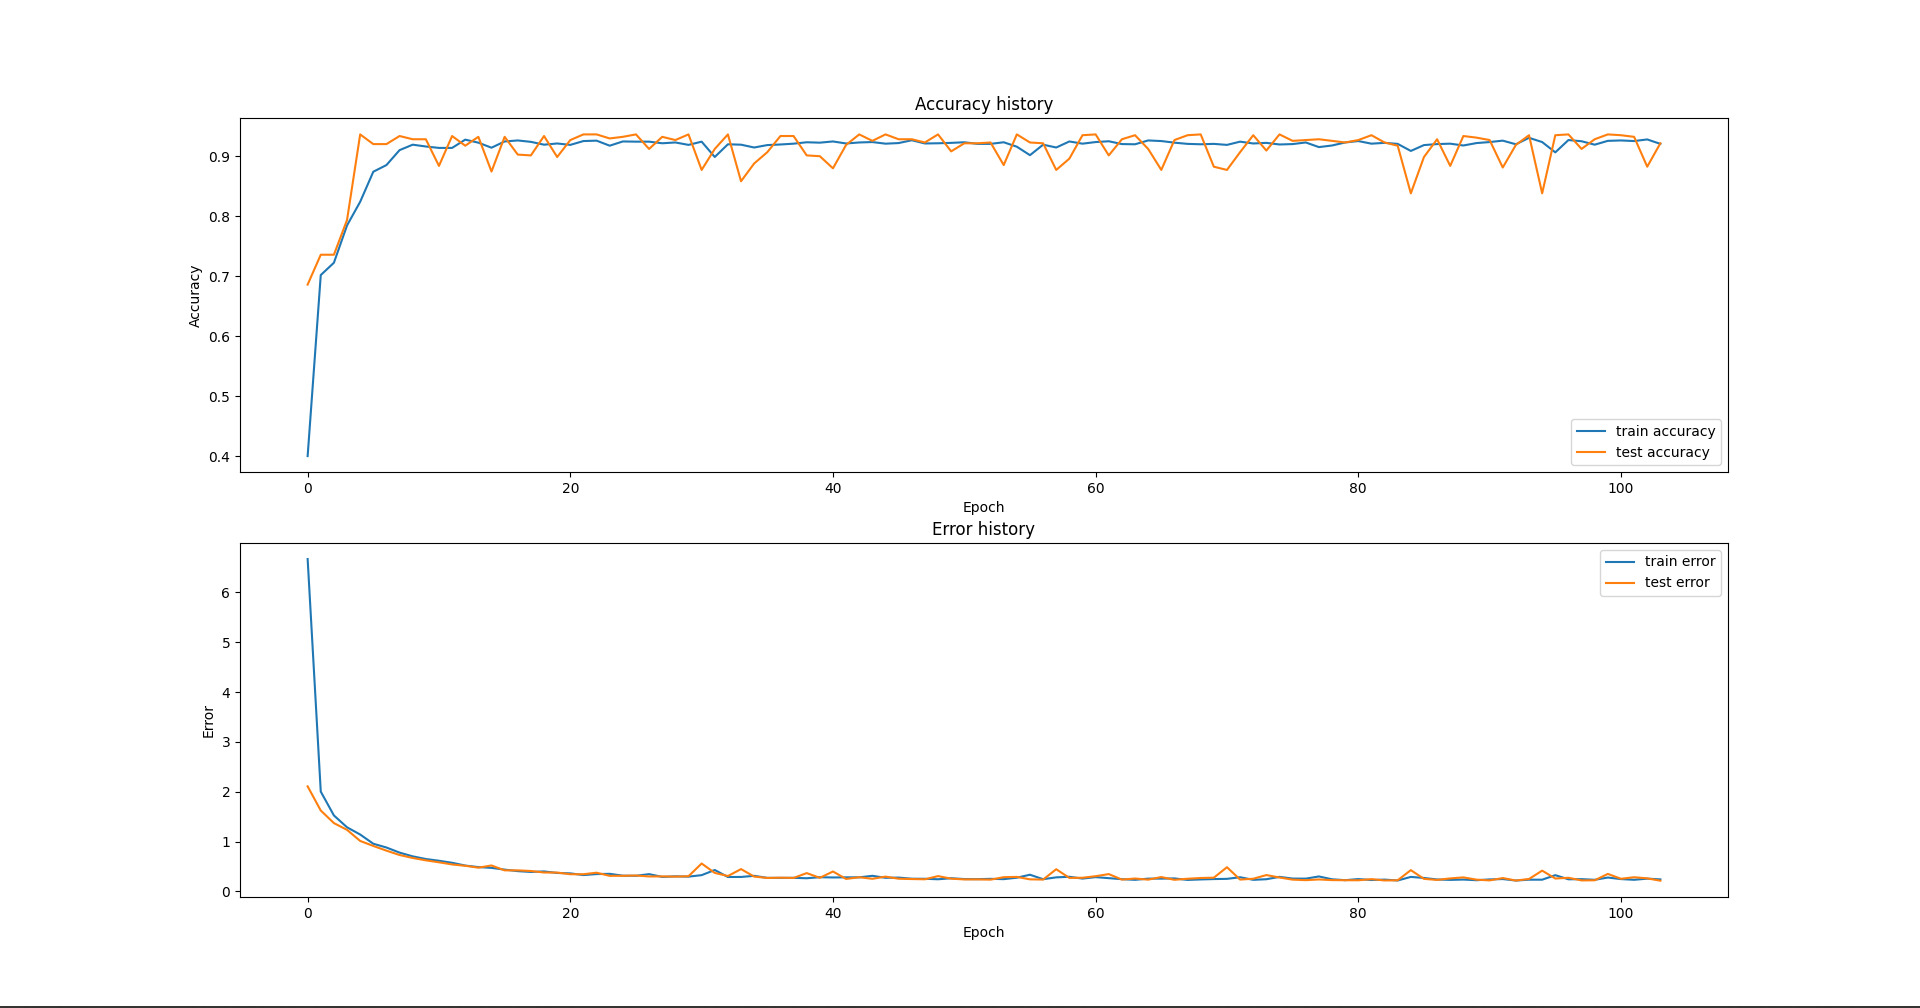 Accuracy history
Accuracy
0.9
0.8
0.7
0.6
0.5
0.4
train accuracy
test accuracy
0 20 40 60 80 100
Epoch
Error history
Error
6
5
4
3
2
1
0
train error
test error
0 20 40 60 80 100
Epoch